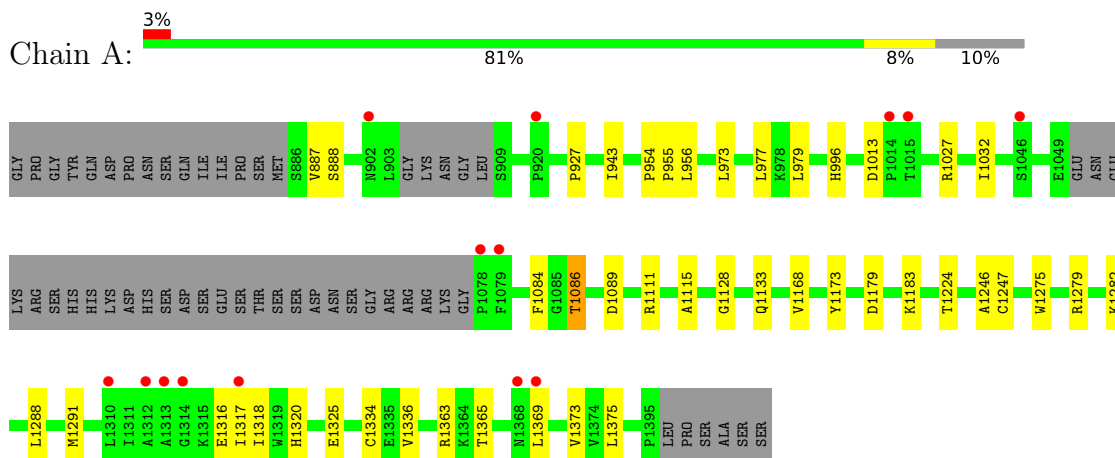 3%
Chain A:
81% 8% 10%
GLY PRO GLY TYR GLN ASP PRO ASN SER GLN ILE ILE PRO SER MET S886 V887 S888 N902 L903 GLY LYS ASN GLY LEU S909 P920 P927 I943 P954 P955 L956 L973 L977 K978 L979 H996 D1013 P1014 T1015 R1027 I1032 S1046 E1049 GLU ASN GLU
LYS ARG SER HIS HIS LYS ASP HIS SER ASP SER GLU SER THR SER SER ASP ASN SER GLY ARG ARG ARG LYS GLY P1078 F1079 F1084 G1085 T1086 D1089 R1111 A1115 G1128 Q1133 V1168 Y1173 D1179 K1183 T1224 A1246 C1247 W1275 R1279 K1282
L1288 M1291 L1310 I1311 A1312 A1313 G1314 K1315 E1316 I1317 I1318 W1319 H1320 E1325 C1334 E1335 V1336 R1363 K1364 T1365 N1368 L1369 V1373 V1374 L1375 P1395 LEU PRO SER ALA SER SER